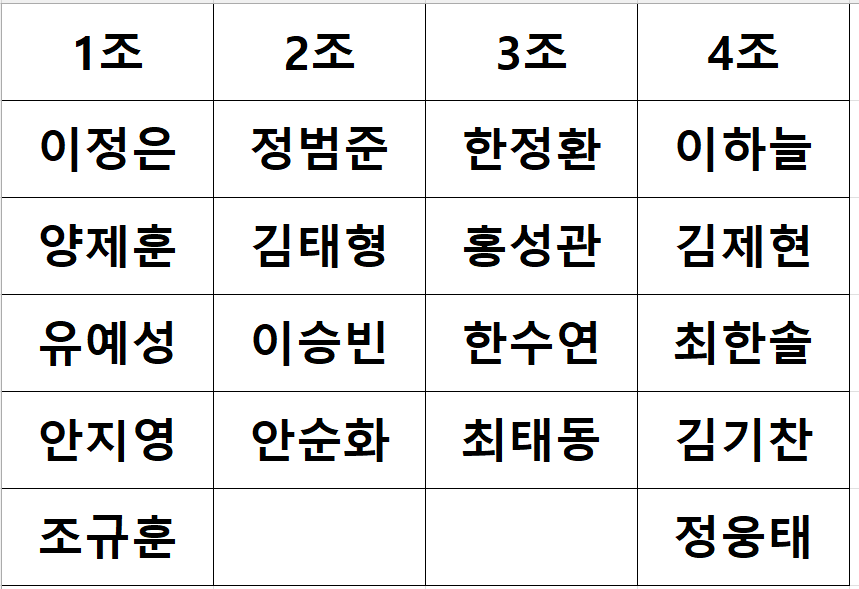 1조 2조 3조 4조
이정은 정범준 한정환 이하늘
양제훈 김태형 홍성관 김제현
유예성 이승빈 한수연 최한솔
안지영 안순화 최태동 김기찬
조규훈 정웅태